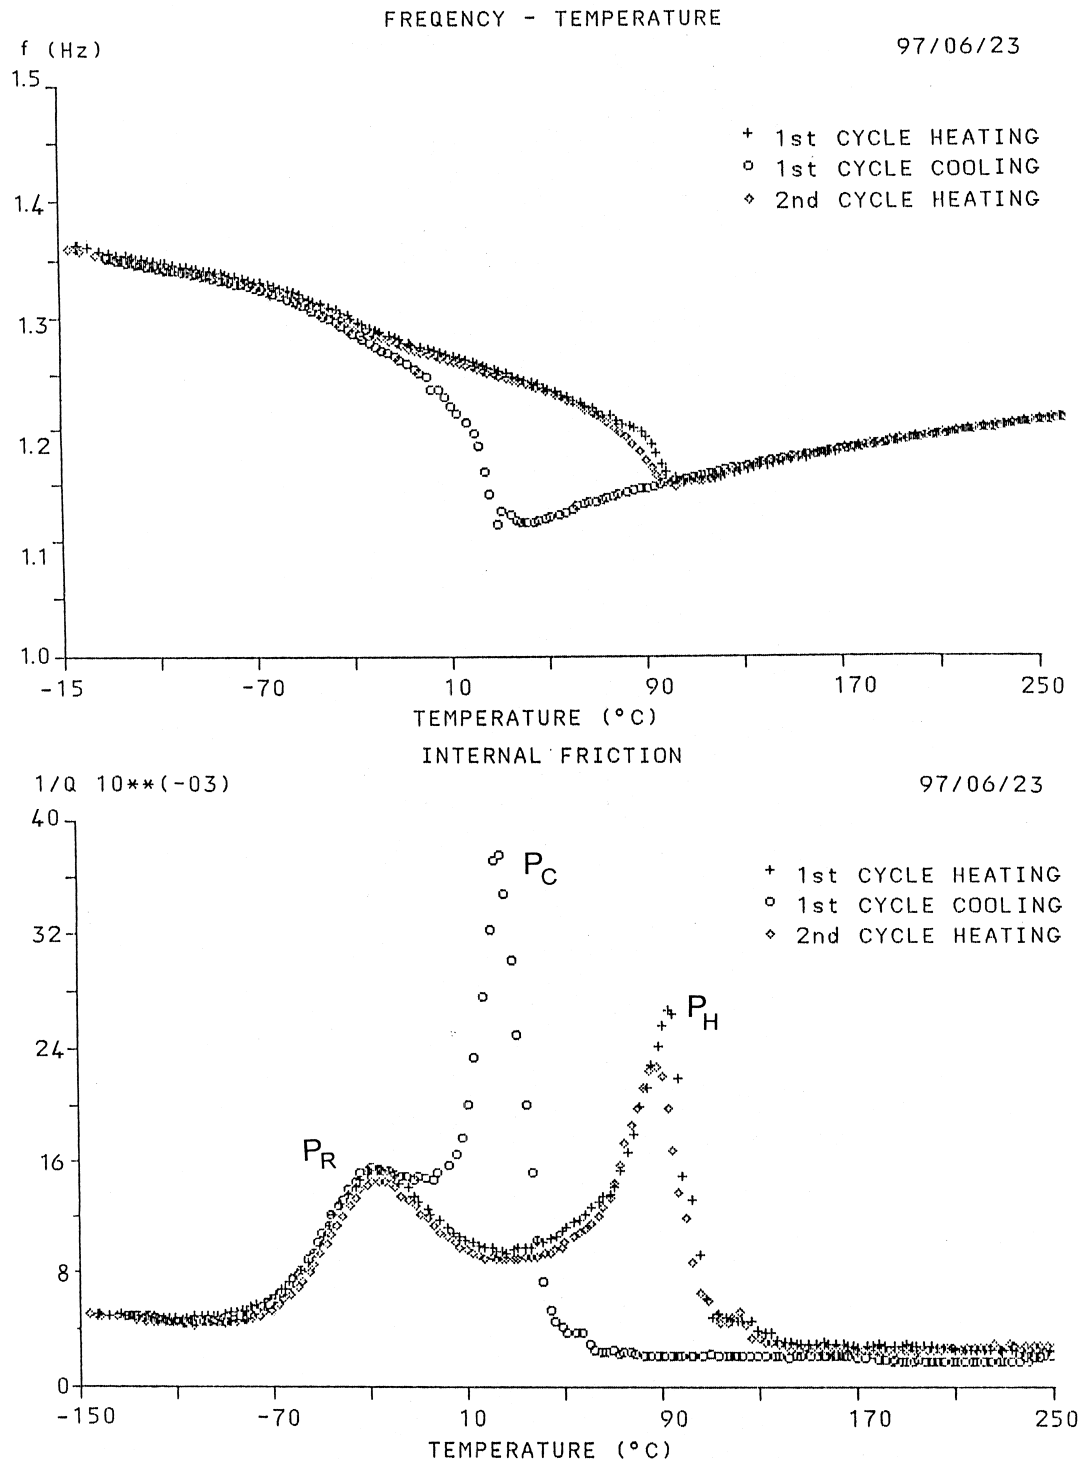 FREQENCY - TEMPERATURE
f (Hz)
97/06/23
1.5
+ 1st CYCLE HEATING
o 1st CYCLE COOLING
⋄ 2nd CYCLE HEATING
1.4
1.3
1.2
1.1
1.0
-15 -70 10 90 170 250
TEMPERATURE (°C)
INTERNAL FRICTION
1/Q 10**(-03)
97/06/23
40
PC
+ 1st CYCLE HEATING
o 1st CYCLE COOLING
⋄ 2nd CYCLE HEATING
32
PH
24
PR
16
8
0
-150 -70 10 90 170 250
TEMPERATURE (°C)